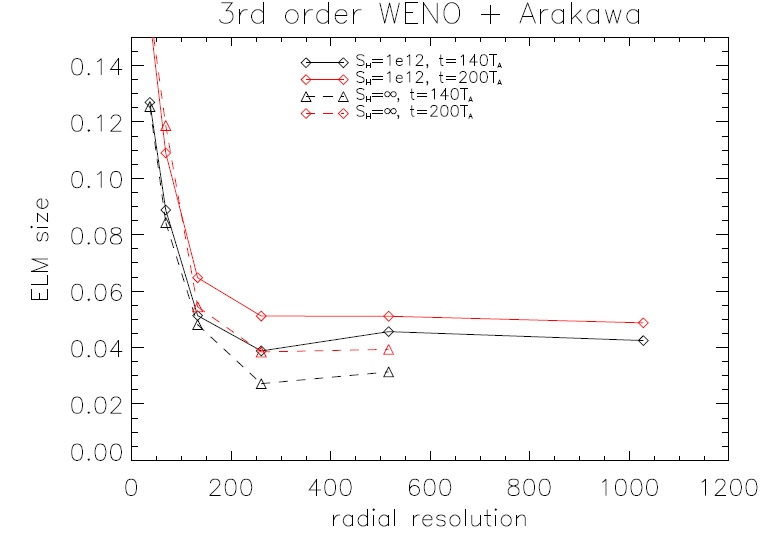 3rd order WENO + Arakawa
S_H=1e12, t=140T_A
S_H=1e12, t=200T_A
S_H=∞, t=140T_A
S_H=∞, t=200T_A
0.14
0.12
0.10
0.08
0.06
0.04
0.02
0.00
ELM size
0 200 400 600 800 1000 1200
radial resolution